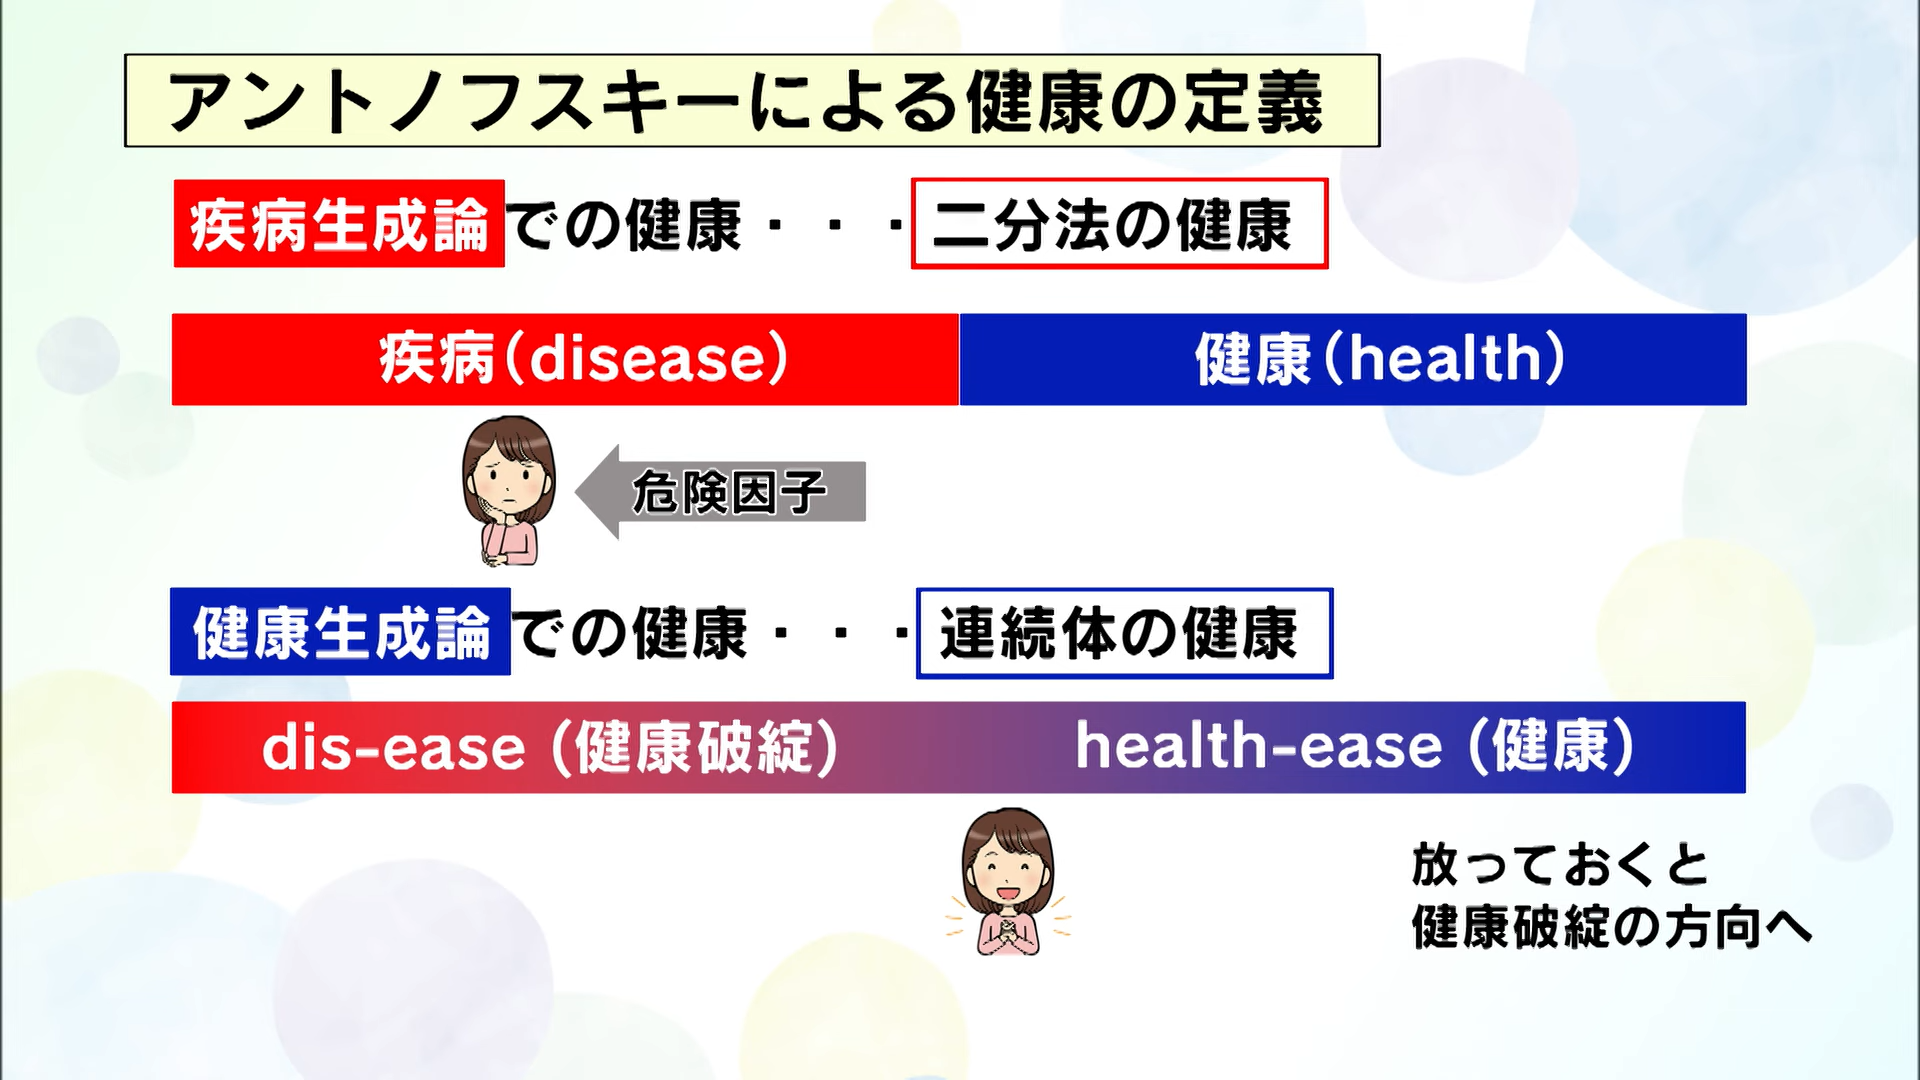 アントノフスキーによる健康の定義
疾病生成論での健康・・・二分法の健康
疾病（disease） 健康（health）
危険因子
健康生成論での健康・・・連続体の健康
dis-ease (健康破綻) health-ease (健康)
放っておくと
健康破綻の方向へ